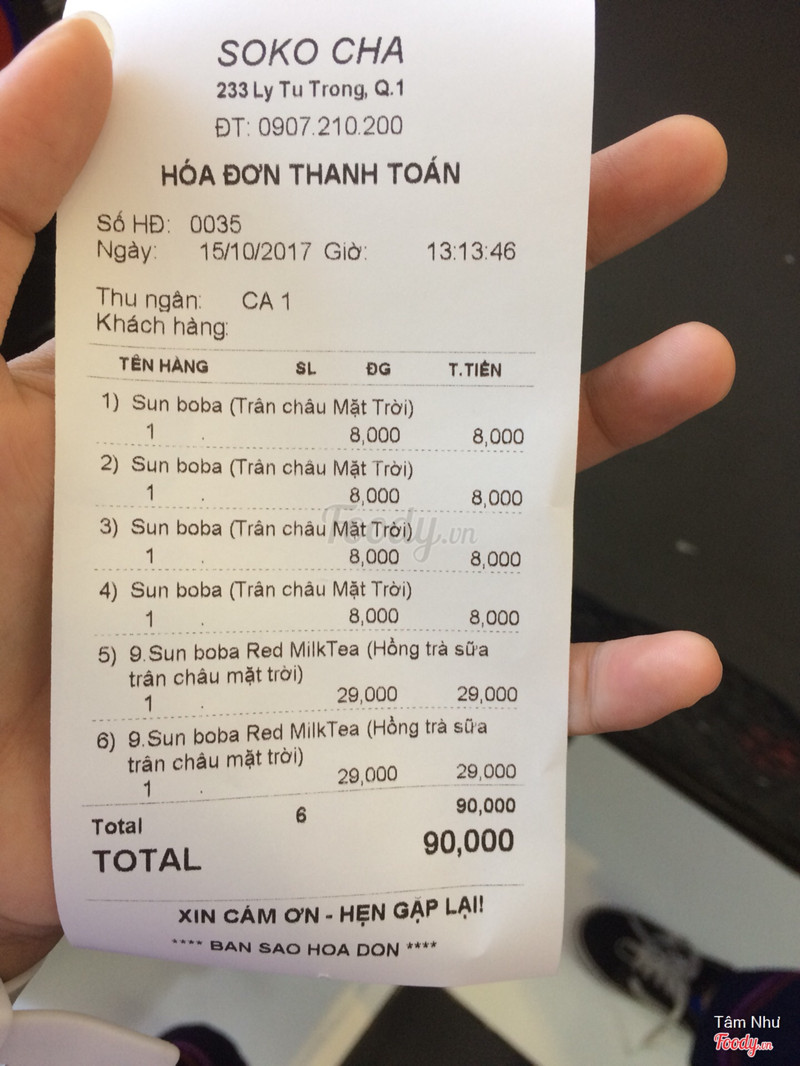 SOKO CHA
233 Ly Tu Trong, Q.1
ĐT: 0907.210.200
HÓA ĐƠN THANH TOÁN
Số HĐ: 0035
Ngày: 15/10/2017 Giờ: 13:13:46
Thu ngân: CA 1
Khách hàng:
TÊN HÀNG SL ĐG T.TIỀN
1) Sun boba (Trân châu Mặt Trời)
1 . 8,000 8,000
2) Sun boba (Trân châu Mặt Trời)
1 . 8,000 8,000
3) Sun boba (Trân châu Mặt Trời)
Foody.vn
1 . 8,000 8,000
4) Sun boba (Trân châu Mặt Trời)
1 . 8,000 8,000
5) 9.Sun boba Red MilkTea (Hồng trà sữa
trân châu mặt trời)
1 . 29,000 29,000
6) 9.Sun boba Red MilkTea (Hồng trà sữa
trân châu mặt trời)
1 . 29,000 29,000
Total 6 90,000
TOTAL 90,000
XIN CÁM ƠN - HẸN GẶP LẠI!
**** BAN SAO HOA DON ****
Tâm Như
Foody.vn